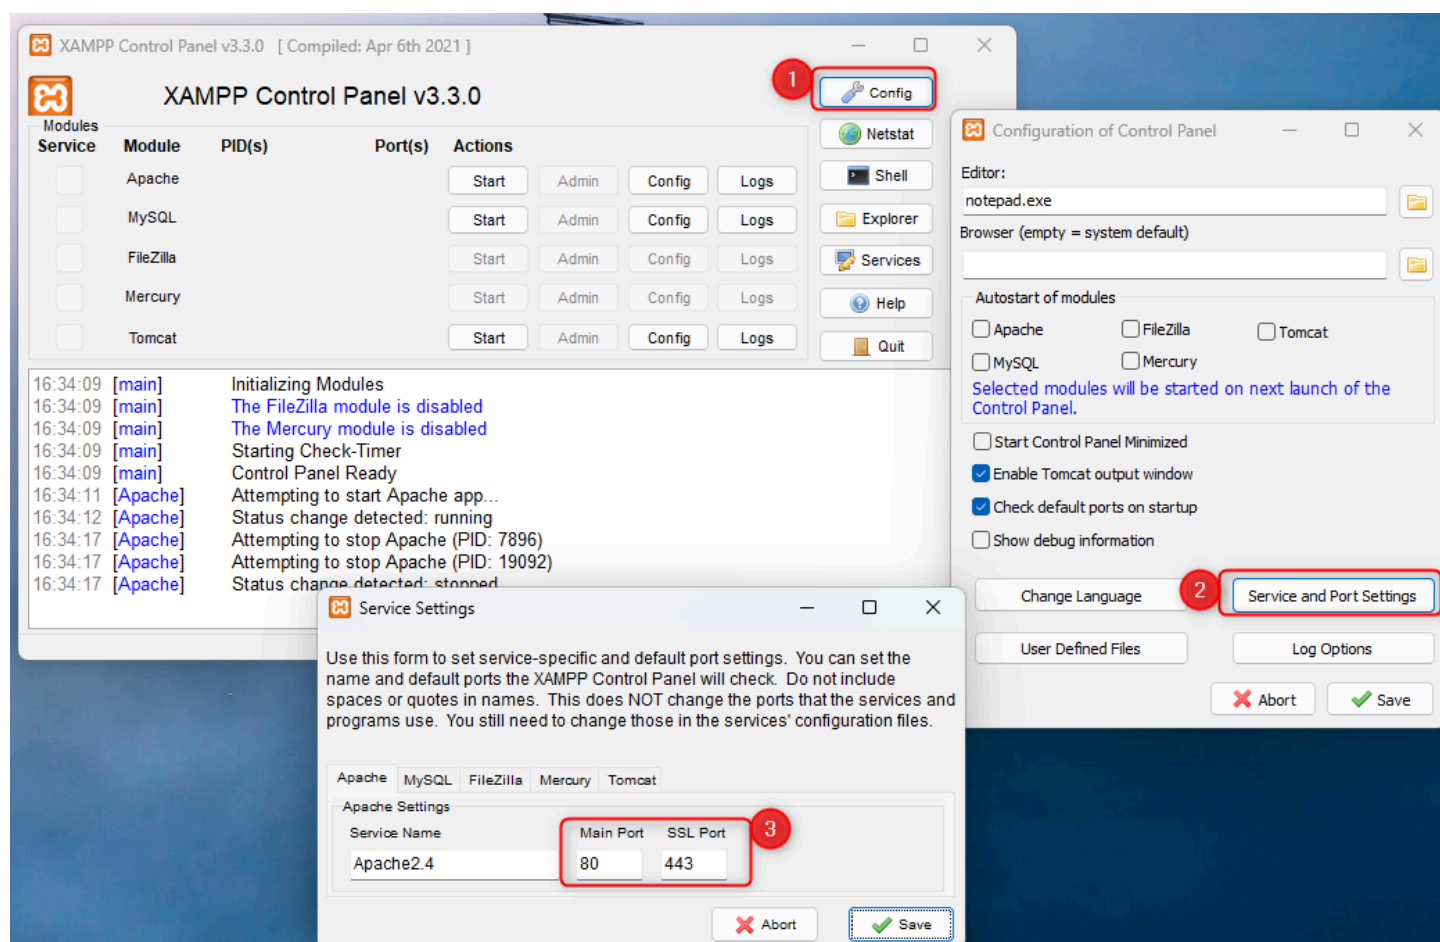 XAMPP Control Panel v3.3.0 [ Compiled: Apr 6th 2021 ]
XAMPP Control Panel v3.3.0
1
Config
Modules
Service Module PID(s) Port(s) Actions
Apache Start Admin Config Logs
MySQL Start Admin Config Logs
FileZilla Start Admin Config Logs
Mercury Start Admin Config Logs
Tomcat Start Admin Config Logs
Netstat
Shell
Explorer
Services
Help
Quit
16:34:09 [main] Initializing Modules
16:34:09 [main] The FileZilla module is disabled
16:34:09 [main] The Mercury module is disabled
16:34:09 [main] Starting Check-Timer
16:34:09 [main] Control Panel Ready
16:34:11 [Apache] Attempting to start Apache app...
16:34:12 [Apache] Status change detected: running
16:34:17 [Apache] Attempting to stop Apache (PID: 7896)
16:34:17 [Apache] Attempting to stop Apache (PID: 19092)
16:34:17 [Apache] Status change detected: stopped
Configuration of Control Panel
Editor:
notepad.exe
Browser (empty = system default)
Autostart of modules
Apache FileZilla Tomcat
MySQL Mercury
Selected modules will be started on next launch of the
Control Panel.
Start Control Panel Minimized
Enable Tomcat output window
Check default ports on startup
Show debug information
Change Language 2 Service and Port Settings
User Defined Files Log Options
Abort Save
Service Settings
Use this form to set service-specific and default port settings. You can set the
name and default ports the XAMPP Control Panel will check. Do not include
spaces or quotes in names. This does NOT change the ports that the services and
programs use. You still need to change those in the services' configuration files.
Apache MySQL FileZilla Mercury Tomcat
Apache Settings
Service Name Main Port SSL Port 3
Apache2.4 80 443
Abort Save